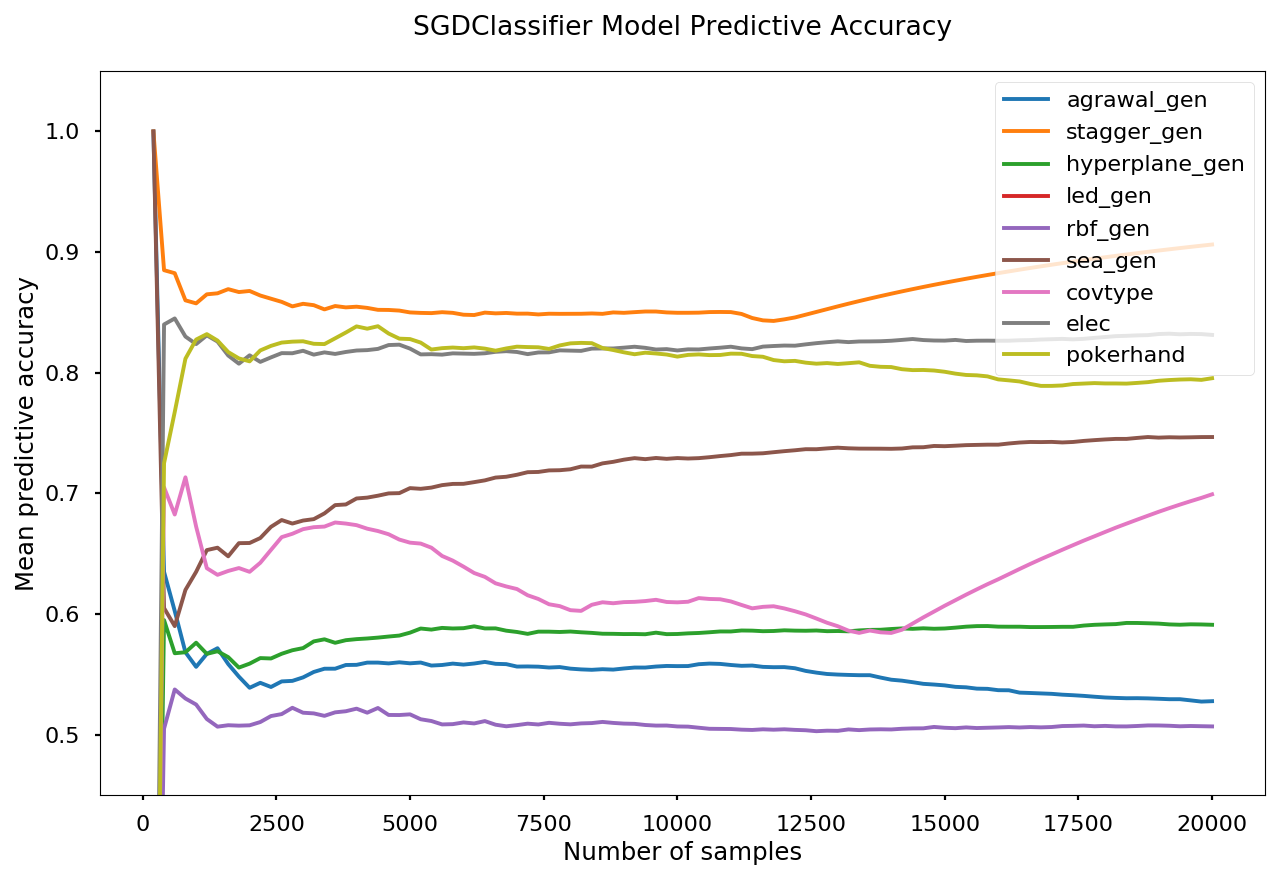 SGDClassifier Model Predictive Accuracy
1.0
0.9
0.8
0.7
0.6
0.5
Mean predictive accuracy
agrawal_gen
stagger_gen
hyperplane_gen
led_gen
rbf_gen
sea_gen
covtype
elec
pokerhand
0 2500 5000 7500 10000 12500 15000 17500 20000
Number of samples